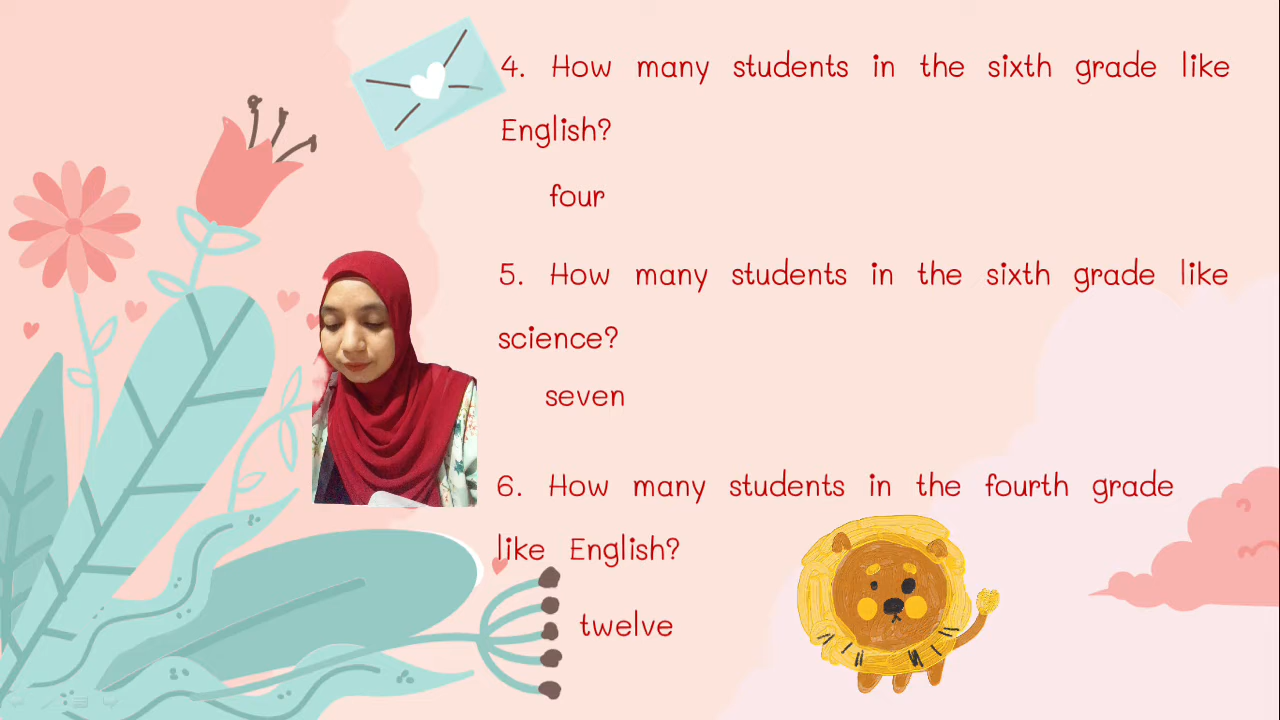 4. How many students in the sixth grade like
English?
four
5. How many students in the sixth grade like
science?
seven
6. How many students in the fourth grade
like English?
twelve